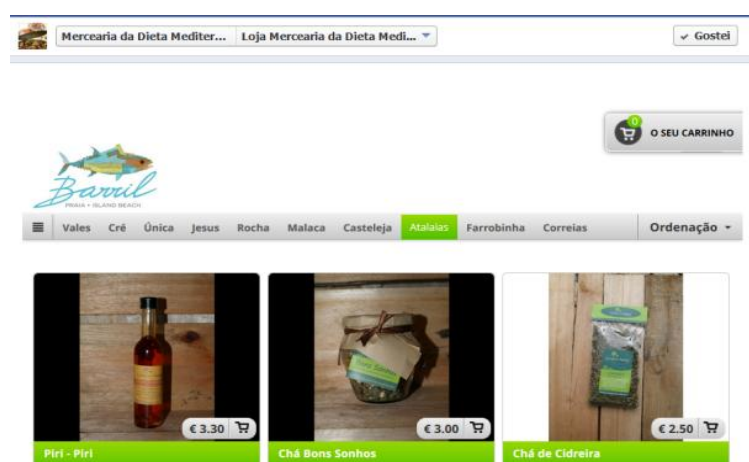 Mercearia da Dieta Mediter... Loja Mercearia da Dieta Medi... Gostei
0
O SEU CARRINHO
Barril
PRAIA • ISLAND BEACH
Vales Cré Única Jesus Rocha Malaca Casteleja Atalaias Farrobinha Correias Ordenação
€ 3.30 € 3.00 € 2.50
Piri - Piri Chá Bons Sonhos Chá de Cidreira